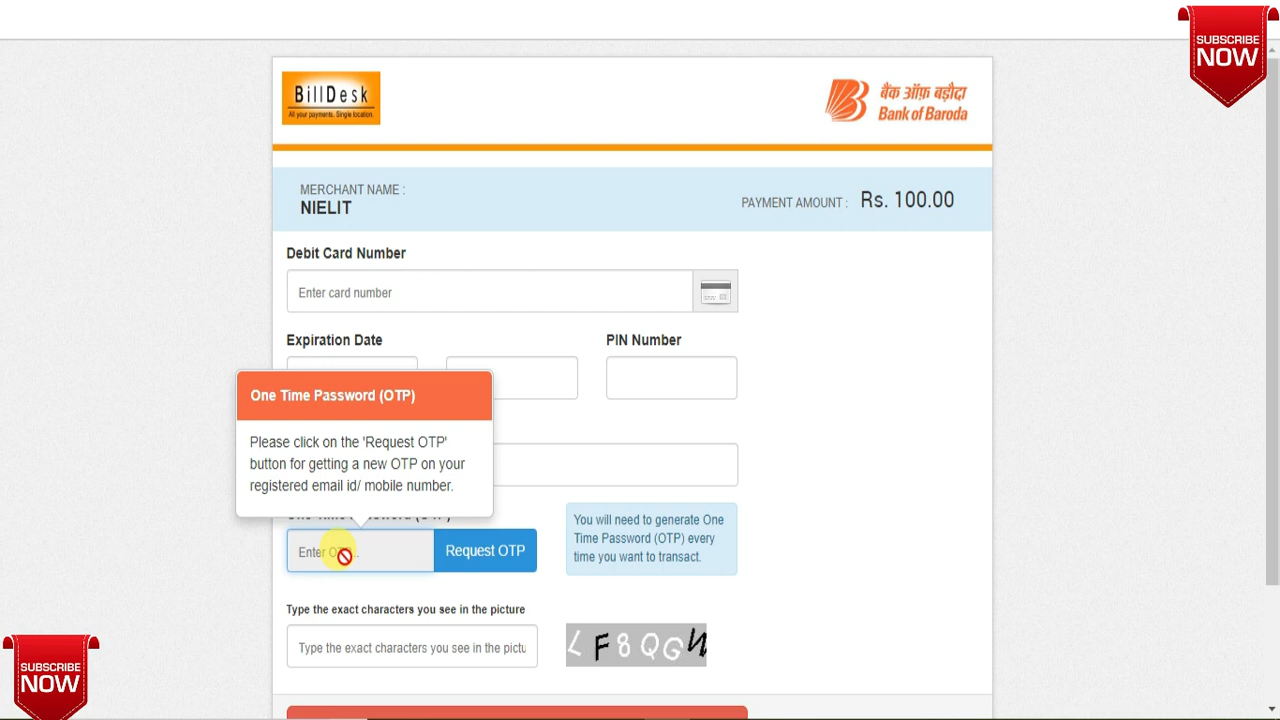 SUBSCRIBE
NOW
BillDesk
All your payments. Single location.
बैंक ऑफ़ बड़ौदा
Bank of Baroda
MERCHANT NAME :
NIELIT
PAYMENT AMOUNT : Rs. 100.00
Debit Card Number
Enter card number
Expiration Date
PIN Number
One Time Password (OTP)
Please click on the 'Request OTP'
button for getting a new OTP on your
registered email id/ mobile number.
Enter
Request OTP
You will need to generate One
Time Password (OTP) every
time you want to transact.
Type the exact characters you see in the picture
Type the exact characters you see in the pictu
LF8QGW
SUBSCRIBE
NOW